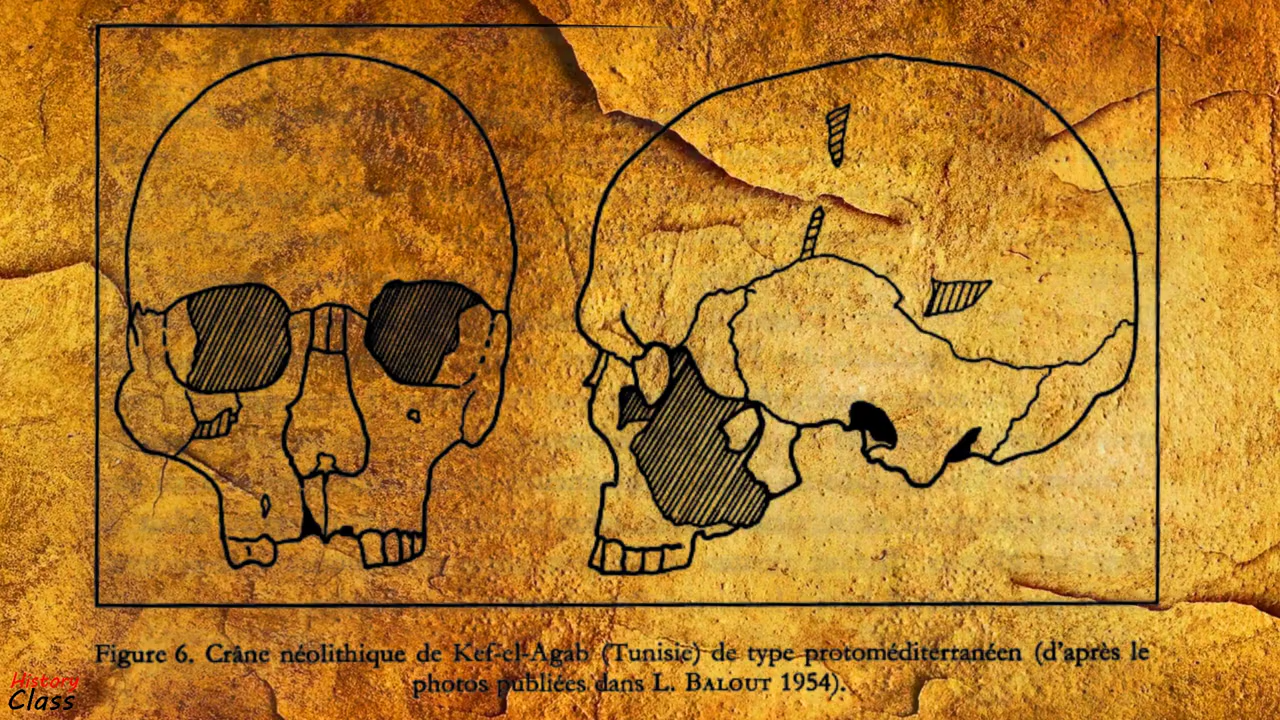 Figure 6. Crâne néolithique de Kef-el-Agab (Tunisie) de type protoméditérranéen (d'après le
photos publiées dans L. BALOUT 1954).
History
Class